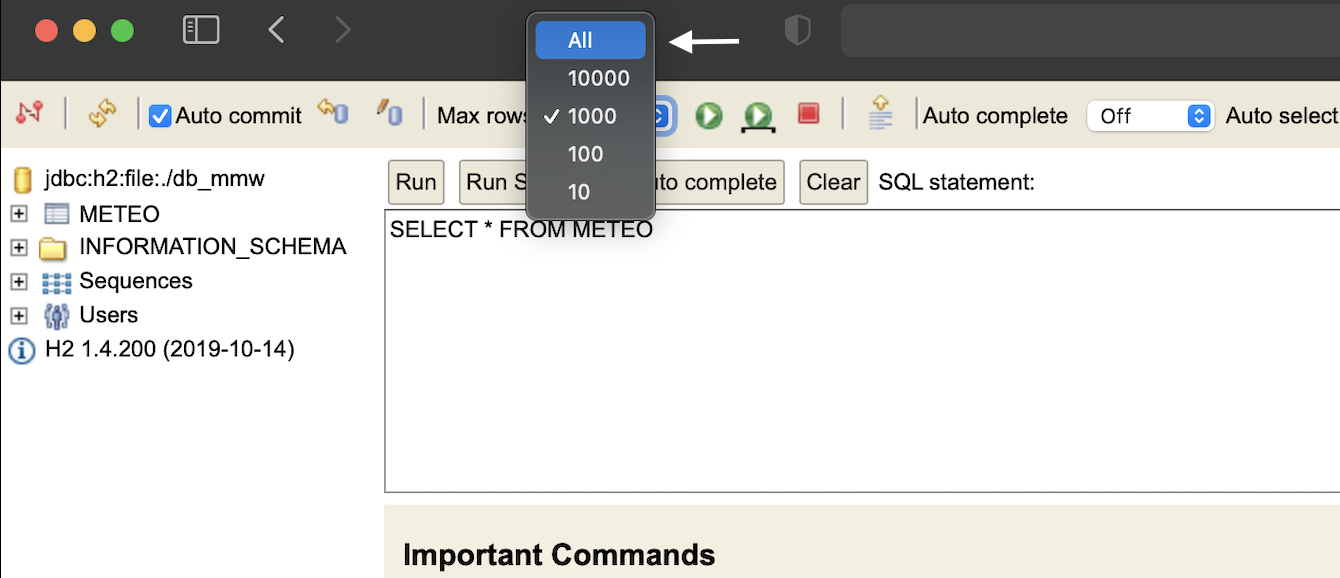 All
10000
✓ 1000
100
10
Auto commit
Max rows
Auto complete
Off
Auto select
jdbc:h2:file:./db_mmw
METEO
INFORMATION_SCHEMA
Sequences
Users
H2 1.4.200 (2019-10-14)
Run
Run S
to complete
Clear
SQL statement:
SELECT * FROM METEO
Important Commands